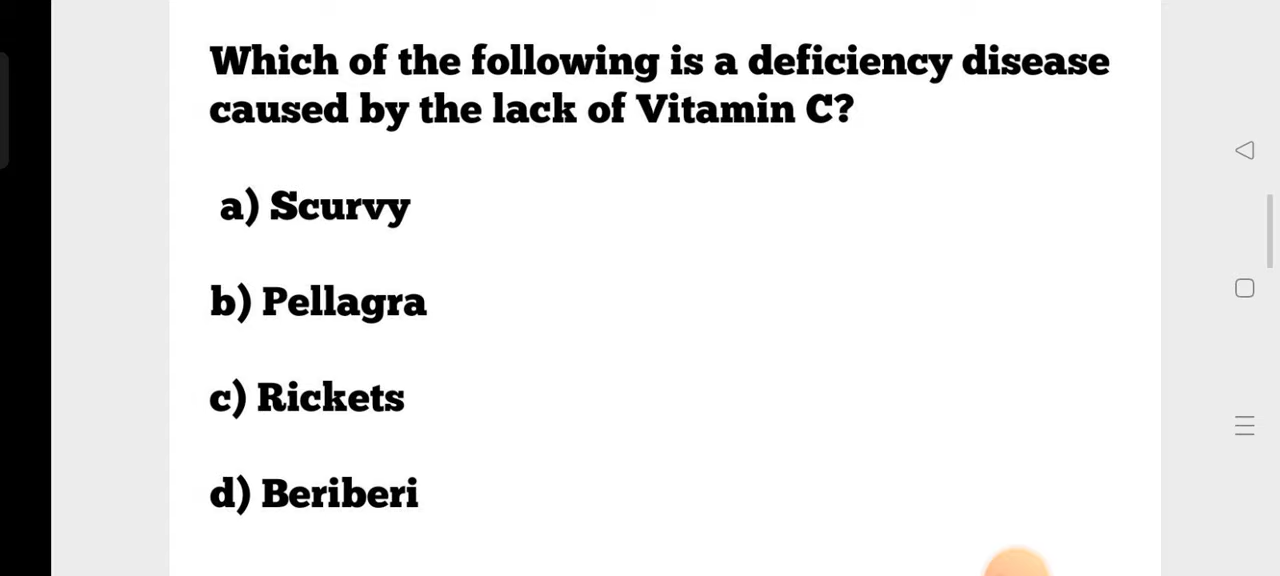 Which of the following is a deficiency disease
caused by the lack of Vitamin C?
a) Scurvy
b) Pellagra
c) Rickets
d) Beriberi